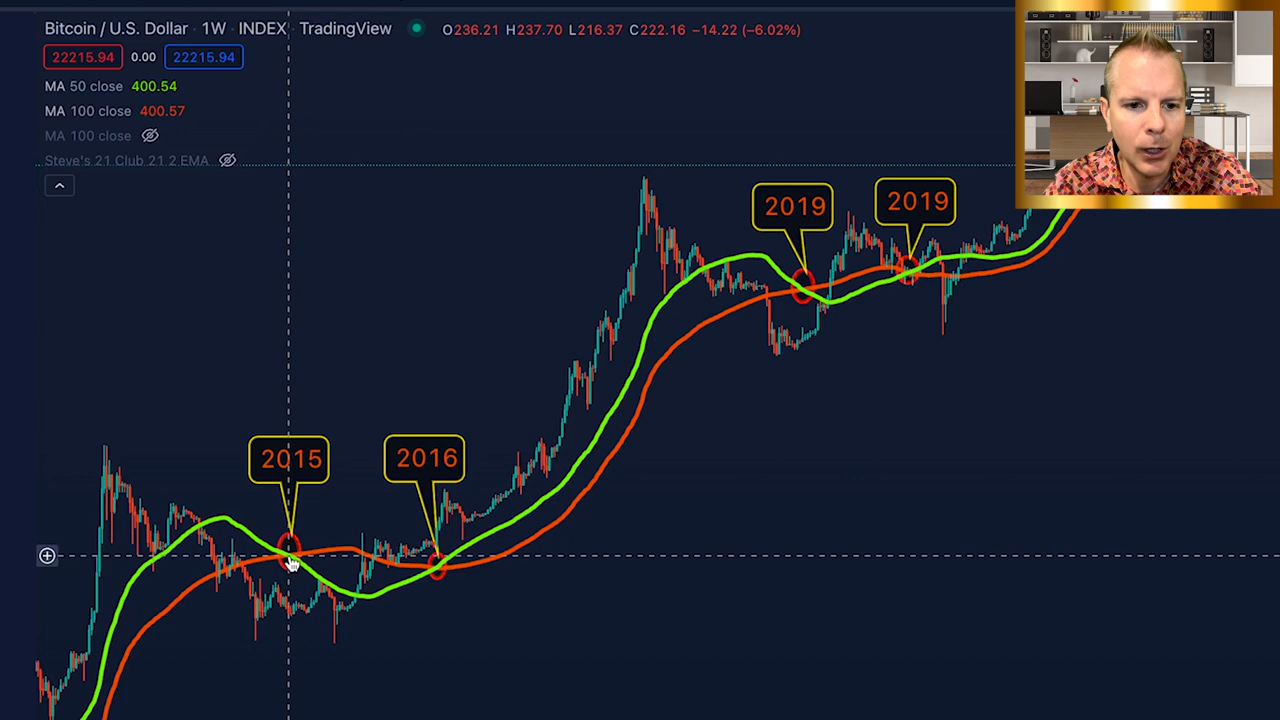 Bitcoin / U.S. Dollar · 1W · INDEX · TradingView O236.21 H237.70 L216.37 C222.16 −14.22 (−6.02%)
22215.94 0.00 22215.94
MA 50 close 400.54
MA 100 close 400.57
MA 100 close
Steve's 21 Club 21 2 EMA
2019 2019
2015 2016